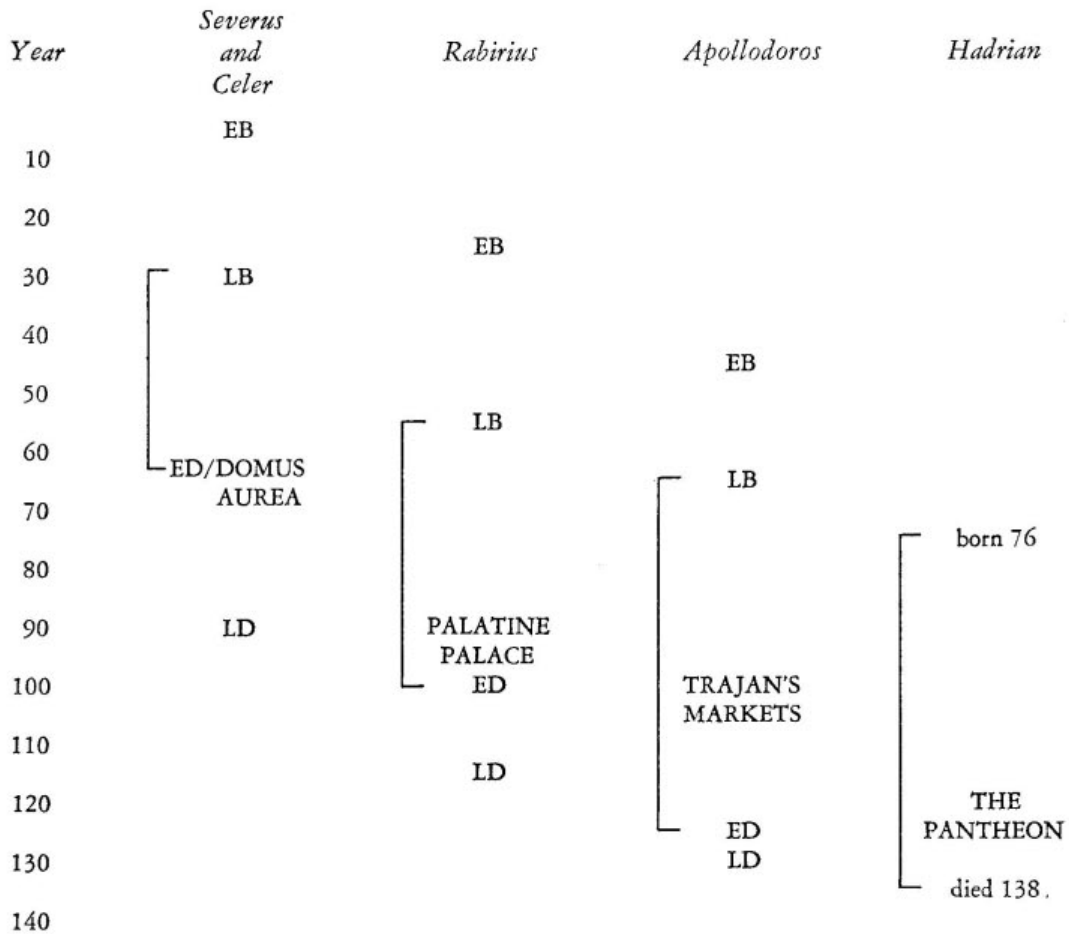 Year Severus and Celer Rabirius Apollodoros Hadrian
EB
10
20
EB
30 LB
40
EB
50
LB
60
ED/DOMUS
AUREA LB
70
born 76
80
90 LD PALATINE
PALACE
100 ED TRAJAN'S
MARKETS
110
LD
120 THE
ED PANTHEON
130 LD
died 138.
140